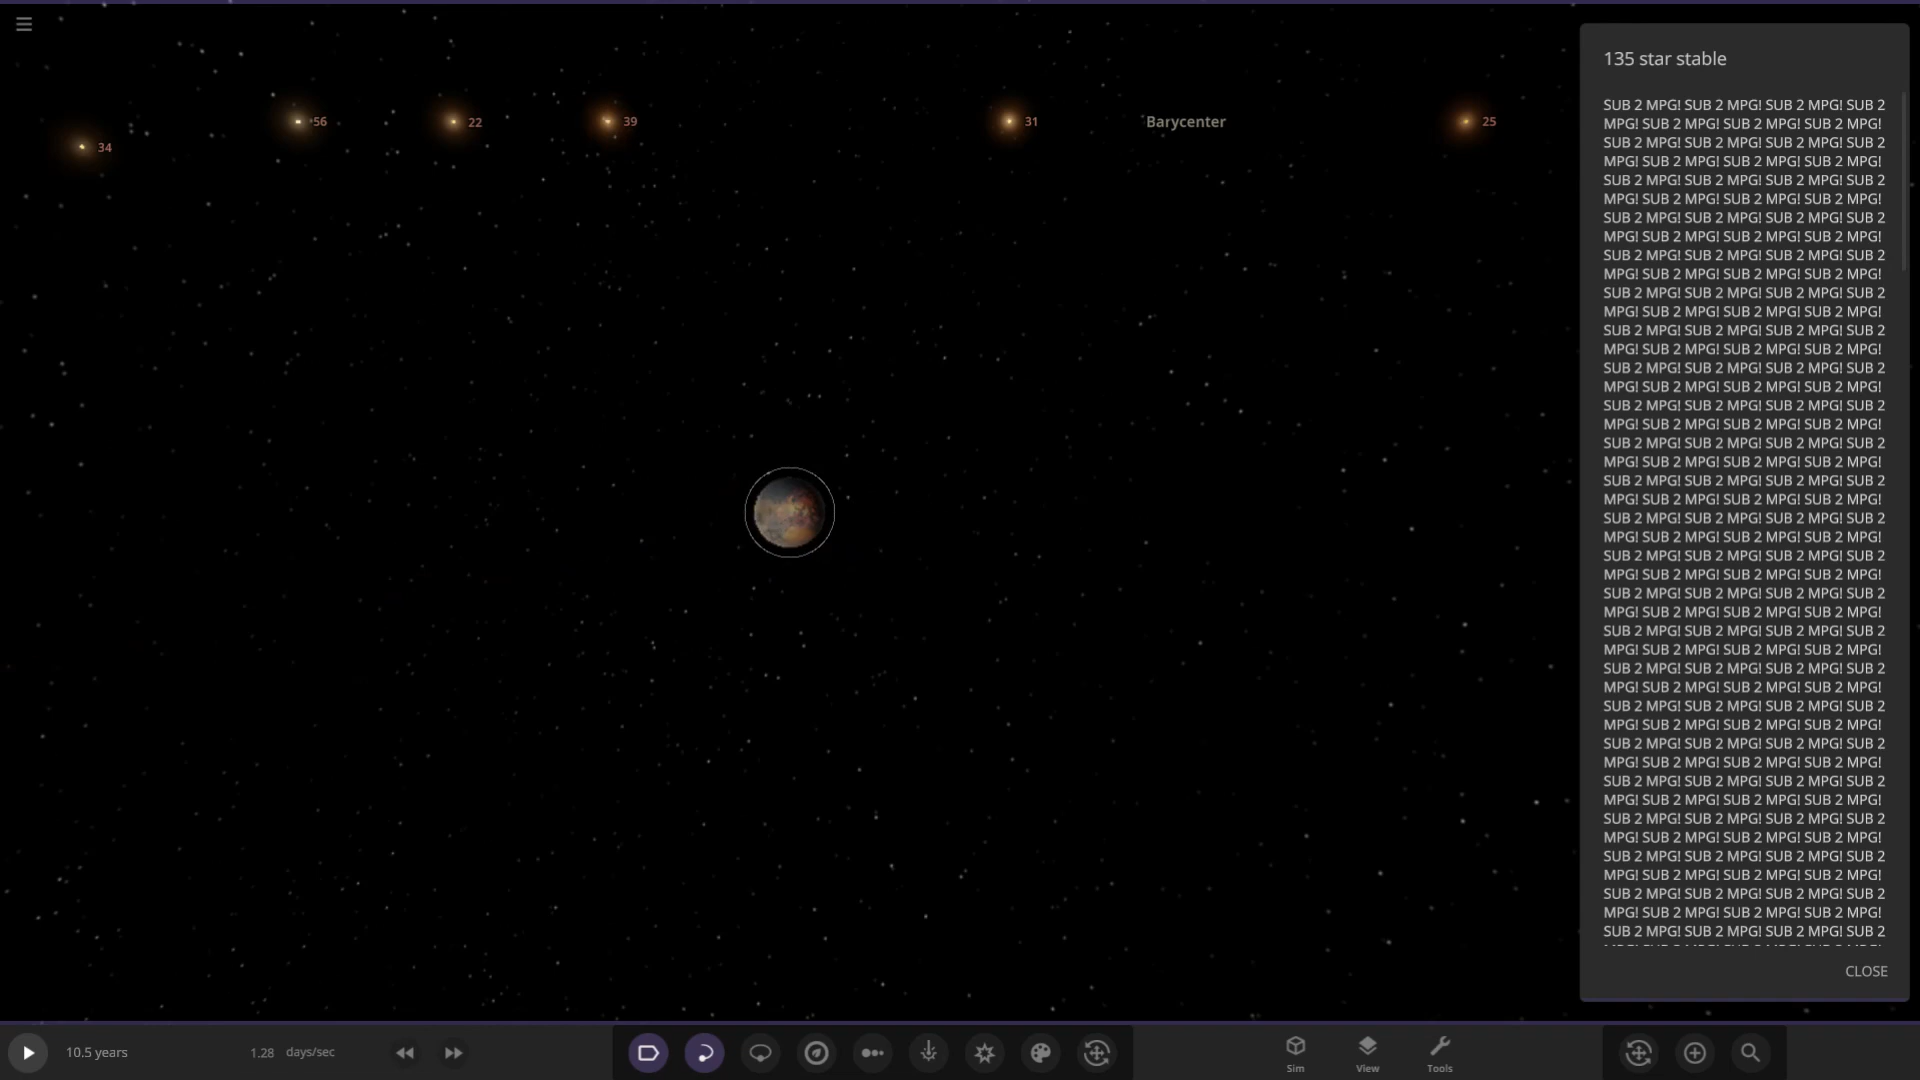 135 star stable
34
56
22
39
31
Barycenter
25
SUB 2 MPG! SUB 2 MPG! SUB 2 MPG! SUB 2
MPG! SUB 2 MPG! SUB 2 MPG! SUB 2 MPG!
SUB 2 MPG! SUB 2 MPG! SUB 2 MPG! SUB 2
MPG! SUB 2 MPG! SUB 2 MPG! SUB 2 MPG!
SUB 2 MPG! SUB 2 MPG! SUB 2 MPG! SUB 2
MPG! SUB 2 MPG! SUB 2 MPG! SUB 2 MPG!
SUB 2 MPG! SUB 2 MPG! SUB 2 MPG! SUB 2
MPG! SUB 2 MPG! SUB 2 MPG! SUB 2 MPG!
SUB 2 MPG! SUB 2 MPG! SUB 2 MPG! SUB 2
MPG! SUB 2 MPG! SUB 2 MPG! SUB 2 MPG!
SUB 2 MPG! SUB 2 MPG! SUB 2 MPG! SUB 2
MPG! SUB 2 MPG! SUB 2 MPG! SUB 2 MPG!
SUB 2 MPG! SUB 2 MPG! SUB 2 MPG! SUB 2
MPG! SUB 2 MPG! SUB 2 MPG! SUB 2 MPG!
SUB 2 MPG! SUB 2 MPG! SUB 2 MPG! SUB 2
MPG! SUB 2 MPG! SUB 2 MPG! SUB 2 MPG!
SUB 2 MPG! SUB 2 MPG! SUB 2 MPG! SUB 2
MPG! SUB 2 MPG! SUB 2 MPG! SUB 2 MPG!
SUB 2 MPG! SUB 2 MPG! SUB 2 MPG! SUB 2
MPG! SUB 2 MPG! SUB 2 MPG! SUB 2 MPG!
SUB 2 MPG! SUB 2 MPG! SUB 2 MPG! SUB 2
MPG! SUB 2 MPG! SUB 2 MPG! SUB 2 MPG!
SUB 2 MPG! SUB 2 MPG! SUB 2 MPG! SUB 2
MPG! SUB 2 MPG! SUB 2 MPG! SUB 2 MPG!
SUB 2 MPG! SUB 2 MPG! SUB 2 MPG! SUB 2
MPG! SUB 2 MPG! SUB 2 MPG! SUB 2 MPG!
SUB 2 MPG! SUB 2 MPG! SUB 2 MPG! SUB 2
MPG! SUB 2 MPG! SUB 2 MPG! SUB 2 MPG!
SUB 2 MPG! SUB 2 MPG! SUB 2 MPG! SUB 2
MPG! SUB 2 MPG! SUB 2 MPG! SUB 2 MPG!
SUB 2 MPG! SUB 2 MPG! SUB 2 MPG! SUB 2
MPG! SUB 2 MPG! SUB 2 MPG! SUB 2 MPG!
SUB 2 MPG! SUB 2 MPG! SUB 2 MPG! SUB 2
MPG! SUB 2 MPG! SUB 2 MPG! SUB 2 MPG!
SUB 2 MPG! SUB 2 MPG! SUB 2 MPG! SUB 2
MPG! SUB 2 MPG! SUB 2 MPG! SUB 2 MPG!
SUB 2 MPG! SUB 2 MPG! SUB 2 MPG! SUB 2
MPG! SUB 2 MPG! SUB 2 MPG! SUB 2 MPG!
SUB 2 MPG! SUB 2 MPG! SUB 2 MPG! SUB 2
MPG! SUB 2 MPG! SUB 2 MPG! SUB 2 MPG!
SUB 2 MPG! SUB 2 MPG! SUB 2 MPG! SUB 2
MPG! SUB 2 MPG! SUB 2 MPG! SUB 2 MPG!
SUB 2 MPG! SUB 2 MPG! SUB 2 MPG! SUB 2
MPG! SUB 2 MPG! SUB 2 MPG! SUB 2 MPG!
SUB 2 MPG! SUB 2 MPG! SUB 2 MPG! SUB 2
CLOSE
10.5 years
1.28 days/sec
Sim
View
Tools